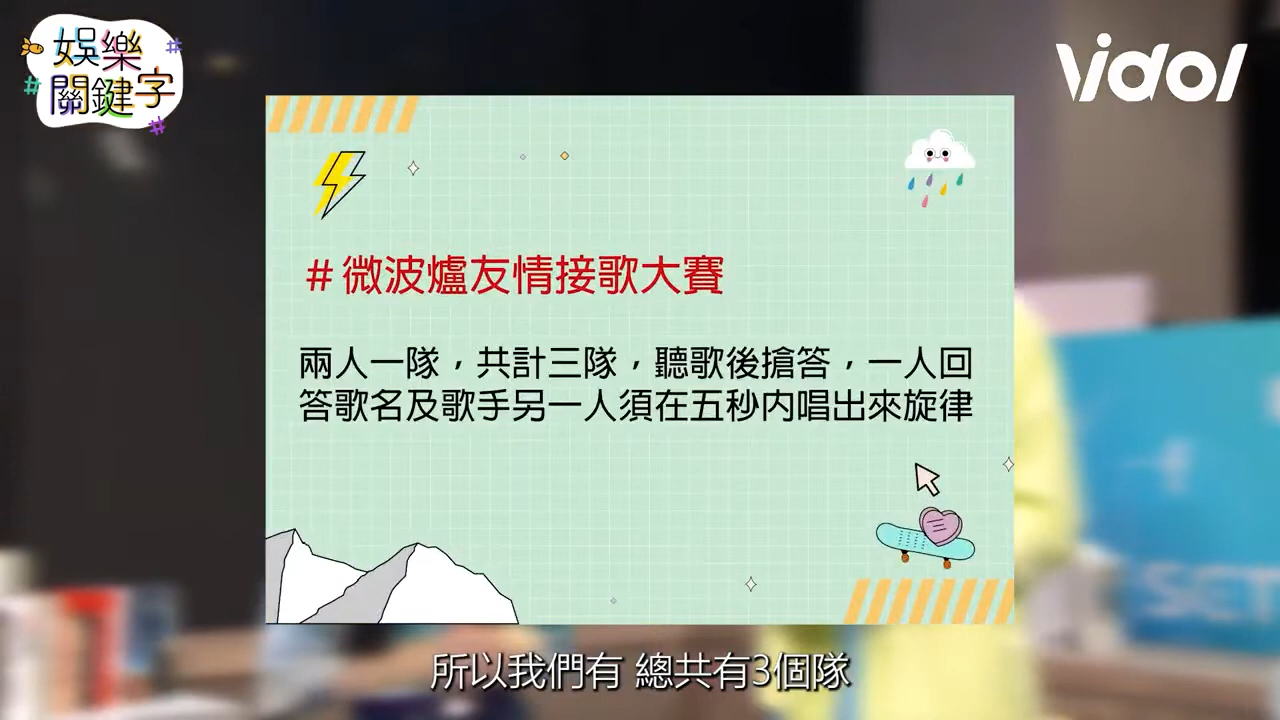 娛樂
關鍵字
Vidol
#微波爐友情接歌大賽
兩人一隊，共計三隊，聽歌後搶答，一人回
答歌名及歌手另一人須在五秒內唱出來旋律
SET
所以我們有 總共有3個隊